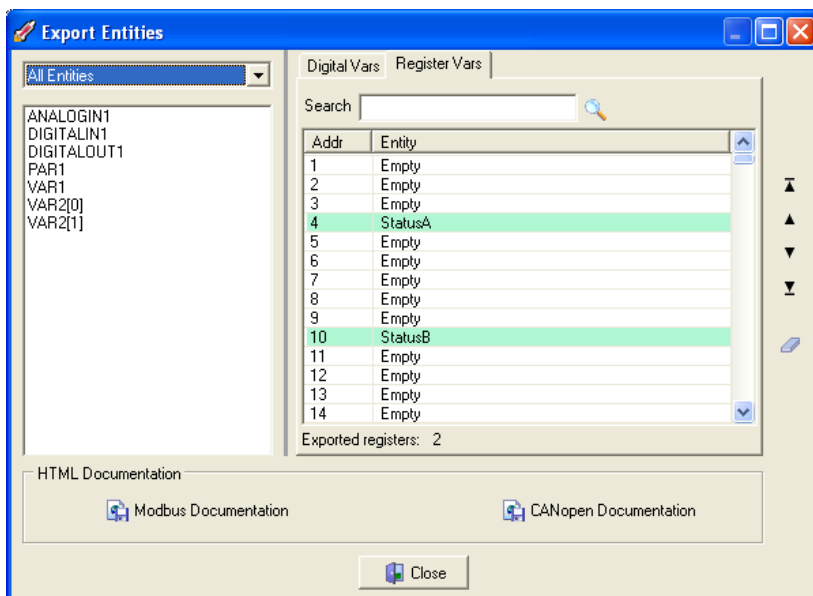 Export Entities
All Entities
ANALOGIN1
DIGITALIN1
DIGITALOUT1
PAR1
VAR1
VAR2[0]
VAR2[1]
Digital Vars Register Vars
Search
Addr Entity
1 Empty
2 Empty
3 Empty
4 StatusA
5 Empty
6 Empty
7 Empty
8 Empty
9 Empty
10 StatusB
11 Empty
12 Empty
13 Empty
14 Empty
Exported registers: 2
HTML Documentation
Modbus Documentation CANopen Documentation
Close